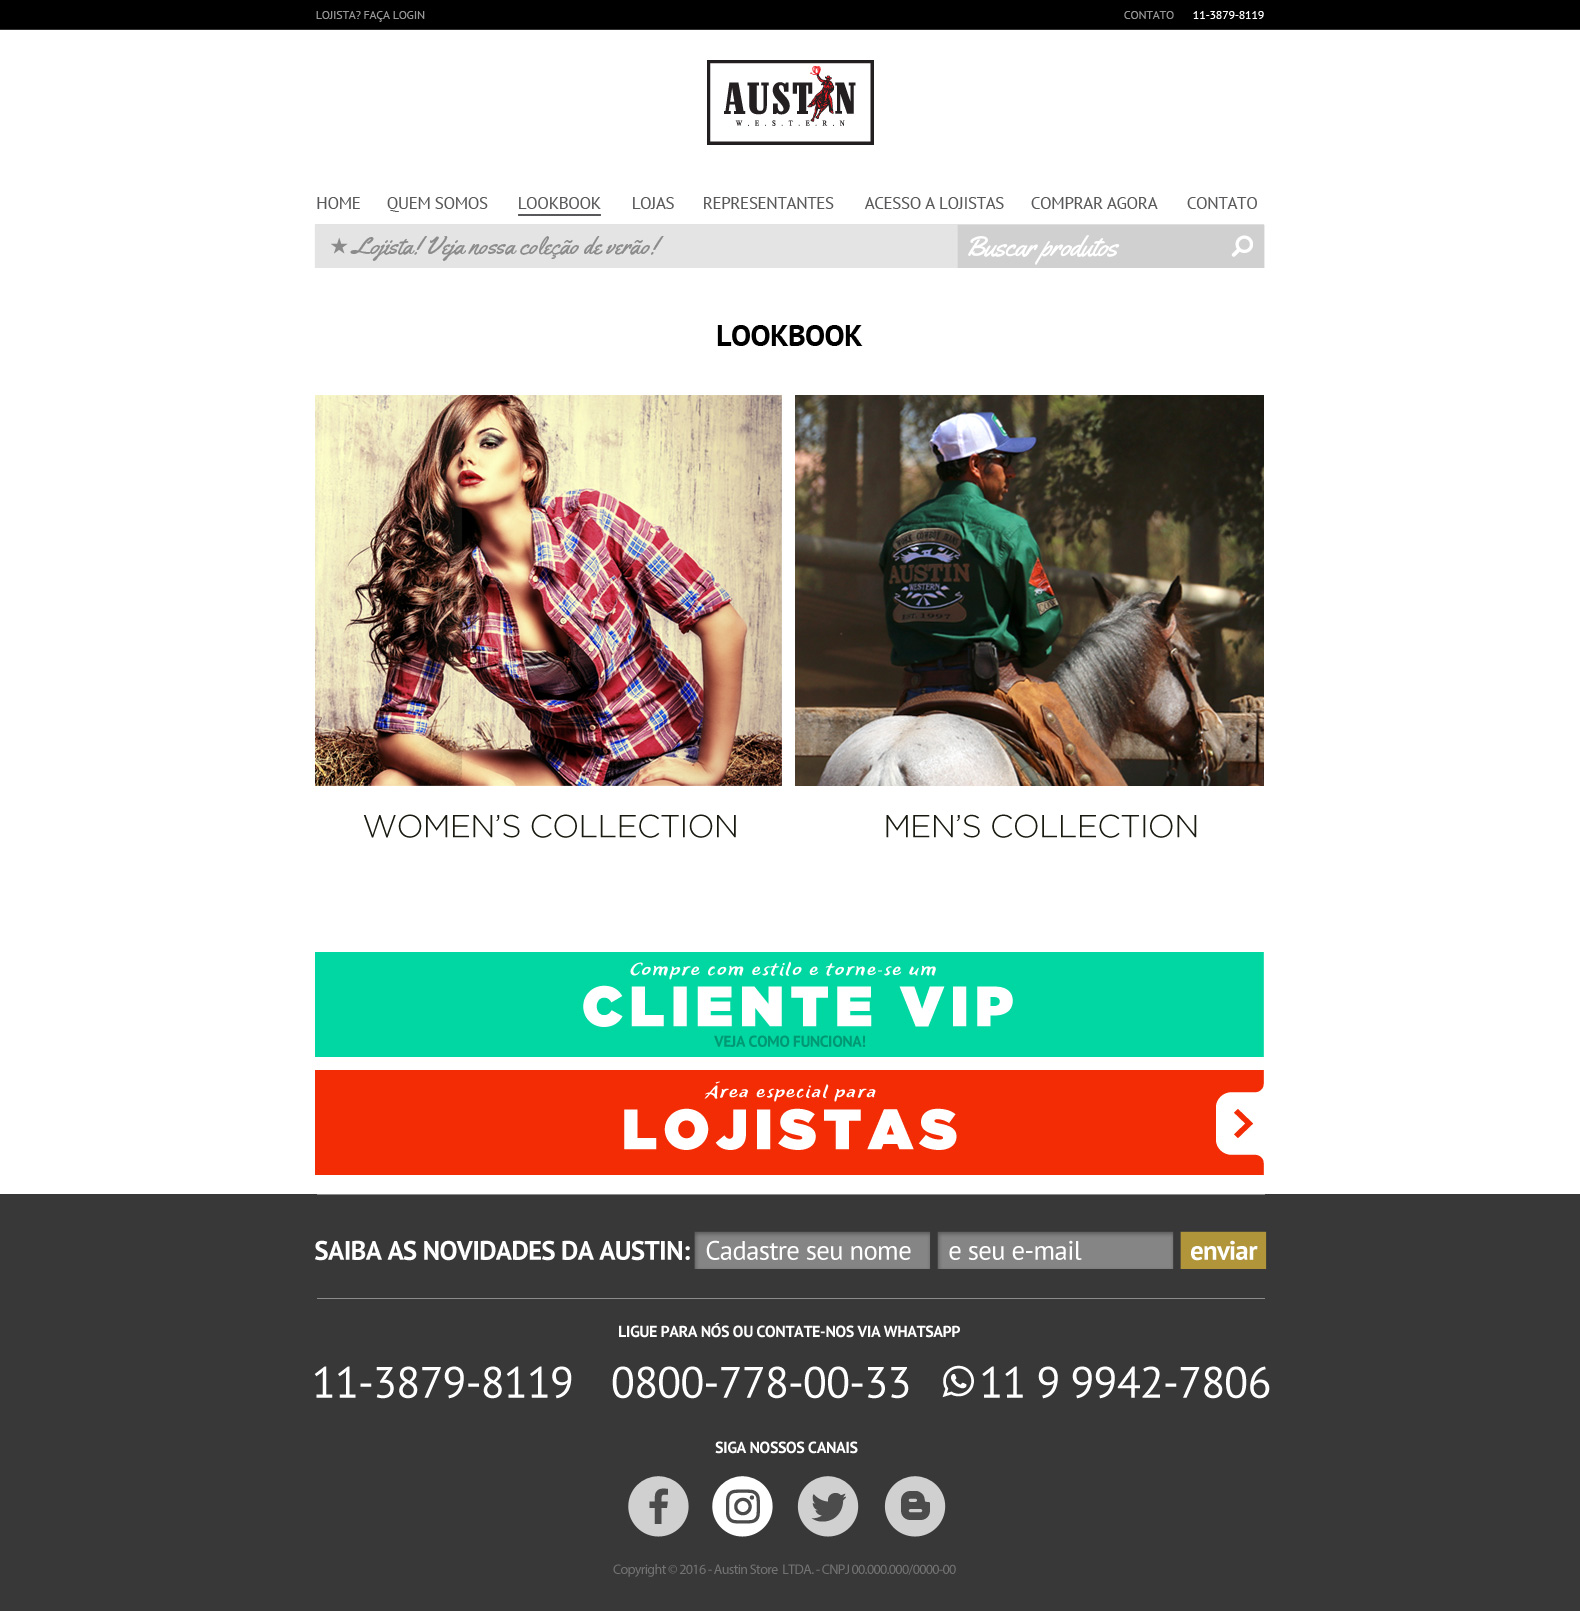 LOJISTA? FAÇA LOGIN
CONTATO 11-3879-8119
AUSTIN
W.E.S.T.E.R.N
HOME QUEM SOMOS LOOKBOOK LOJAS REPRESENTANTES ACESSO A LOJISTAS COMPRAR AGORA CONTATO
★ Lojista! Veja nossa coleção de verão!
Buscar produtos
LOOKBOOK
AUSTIN
WESTERN
EST. 1997
WOMEN'S COLLECTION
MEN'S COLLECTION
Compre com estilo e torne-se um
CLIENTE VIP
VEJA COMO FUNCIONA!
Área especial para
LOJISTAS
SAIBA AS NOVIDADES DA AUSTIN: Cadastre seu nome e seu e-mail enviar
LIGUE PARA NÓS OU CONTATE-NOS VIA WHATSAPP
11-3879-8119 0800-778-00-33 11 9 9942-7806
SIGA NOSSOS CANAIS
Copyright © 2016 - Austin Store LTDA. - CNPJ 00.000.000/0000-00